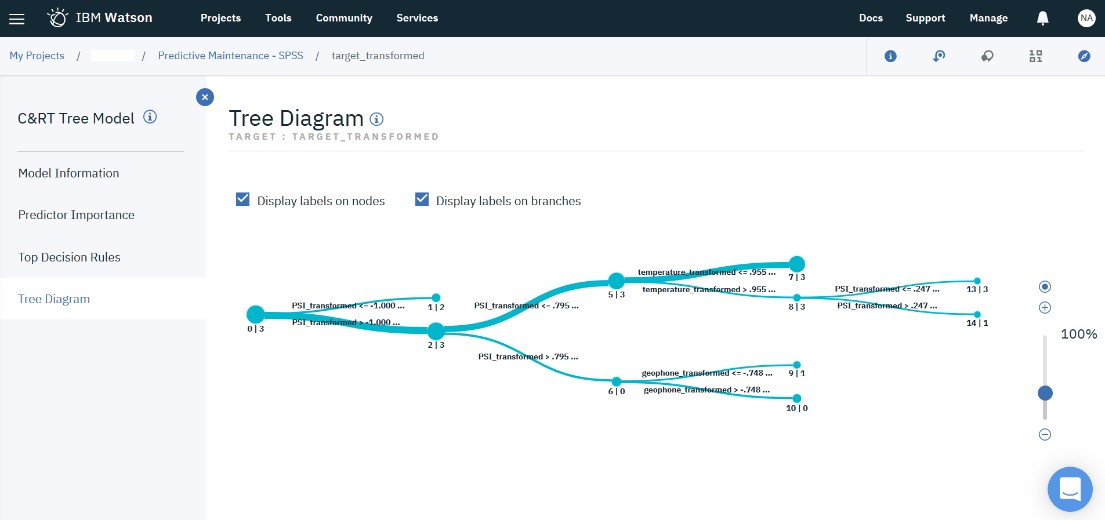 IBM Watson Projects Tools Community Services Docs Support Manage NA
My Projects / / Predictive Maintenance - SPSS / target_transformed
C&RT Tree Model
Model Information
Predictor Importance
Top Decision Rules
Tree Diagram
Tree Diagram
TARGET : TARGET_TRANSFORMED
Display labels on nodes Display labels on branches
0 | 3
PSI_transformed <= -1.000 ...
PSI_transformed > -1.000 ...
1 | 2
2 | 3
PSI_transformed <= .795 ...
PSI_transformed > .795 ...
5 | 3
6 | 0
temperature_transformed <= .955 ...
temperature_transformed > .955 ...
7 | 3
8 | 3
geophone_transformed <= -.748 ...
geophone_transformed > -.748 ...
9 | 1
10 | 0
PSI_transformed <= .247 ...
PSI_transformed > .247 ...
13 | 3
14 | 1
100%